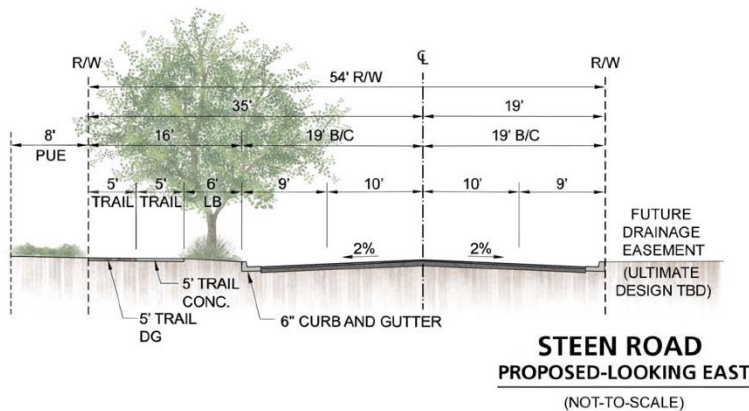 R/W
℄
R/W
54' R/W
35'
19'
8'
PUE
16'
19' B/C
19' B/C
5'
TRAIL
5'
TRAIL
6'
LB
9'
10'
10'
9'
2%
2%
FUTURE
DRAINAGE
EASEMENT
(ULTIMATE
DESIGN TBD)
5' TRAIL
CONC.
5' TRAIL
DG
6" CURB AND GUTTER
STEEN ROAD
PROPOSED-LOOKING EAST
(NOT-TO-SCALE)